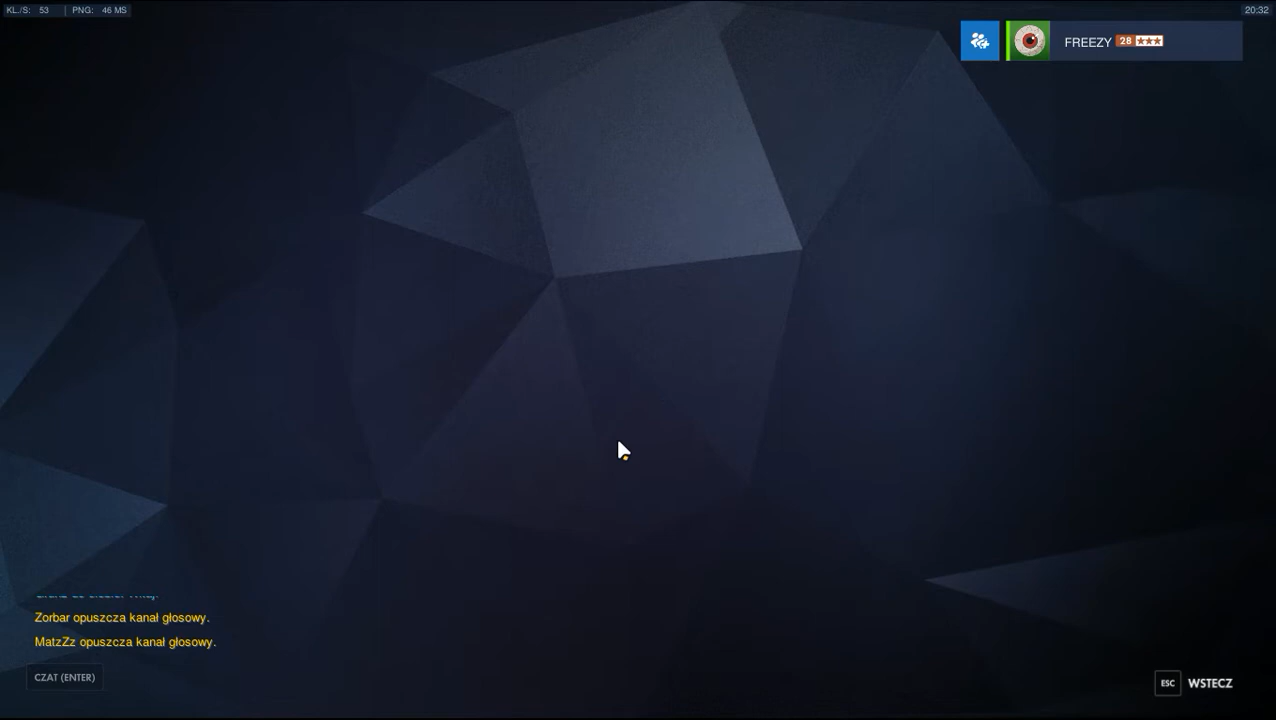 KL./S: 53 | PNG: 46 MS
20:32
FREEZY 28
Zorbar opuszcza kanał głosowy.
MatzZz opuszcza kanał głosowy.
CZAT (ENTER)
ESC WSTECZ